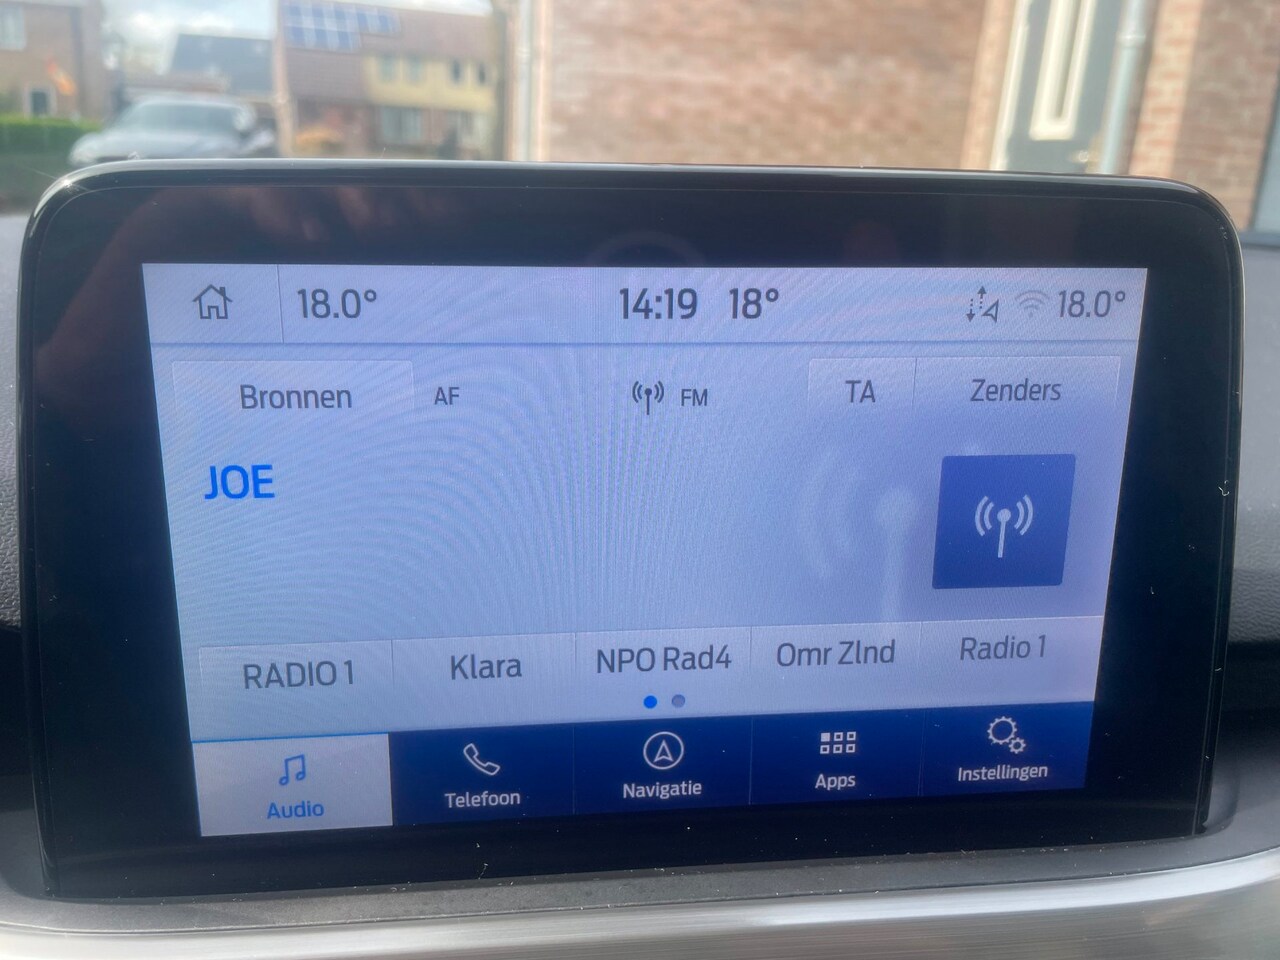 18.0° 14:19 18° 18.0°
Bronnen AF FM TA Zenders
JOE
RADIO 1 Klara NPO Rad4 Omr Zlnd Radio 1
Audio Telefoon Navigatie Apps Instellingen